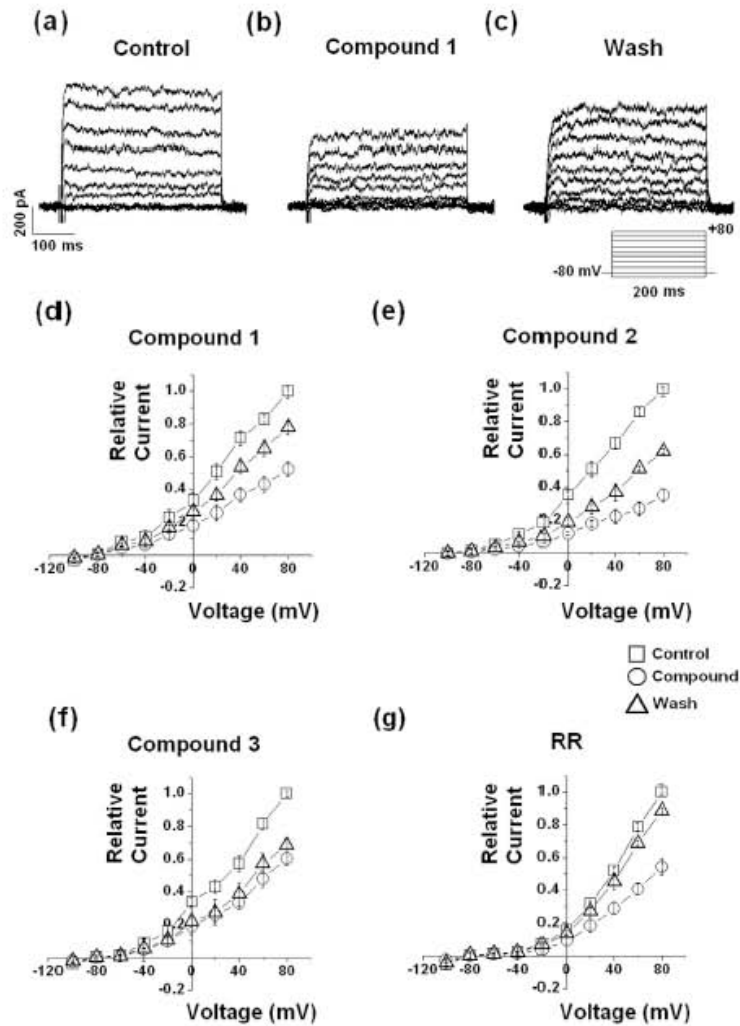 (a)
Control
(b)
Compound 1
(c)
Wash
200 pA
100 ms
+80
-80 mV
200 ms
(d)
Compound 1
Relative
Current
1.0
0.8
0.6
0.4
0.2
-120 -80 0 40 80
-0.2
Voltage (mV)
(e)
Compound 2
Relative
Current
1.0
0.8
0.6
0.4
0.2
-120 -80 -40 0 40 80
-0.2
Voltage (mV)
Control
Compound
Wash
(f)
Compound 3
Relative
Current
1.0
0.8
0.6
0.4
0.2
-120 -80 -40 0 40 80
-0.2
Voltage (mV)
(g)
RR
Relative
Current
1.0
0.8
0.6
0.4
0.2
-120 -80 -40 0 40 80
-0.2
Voltage (mV)